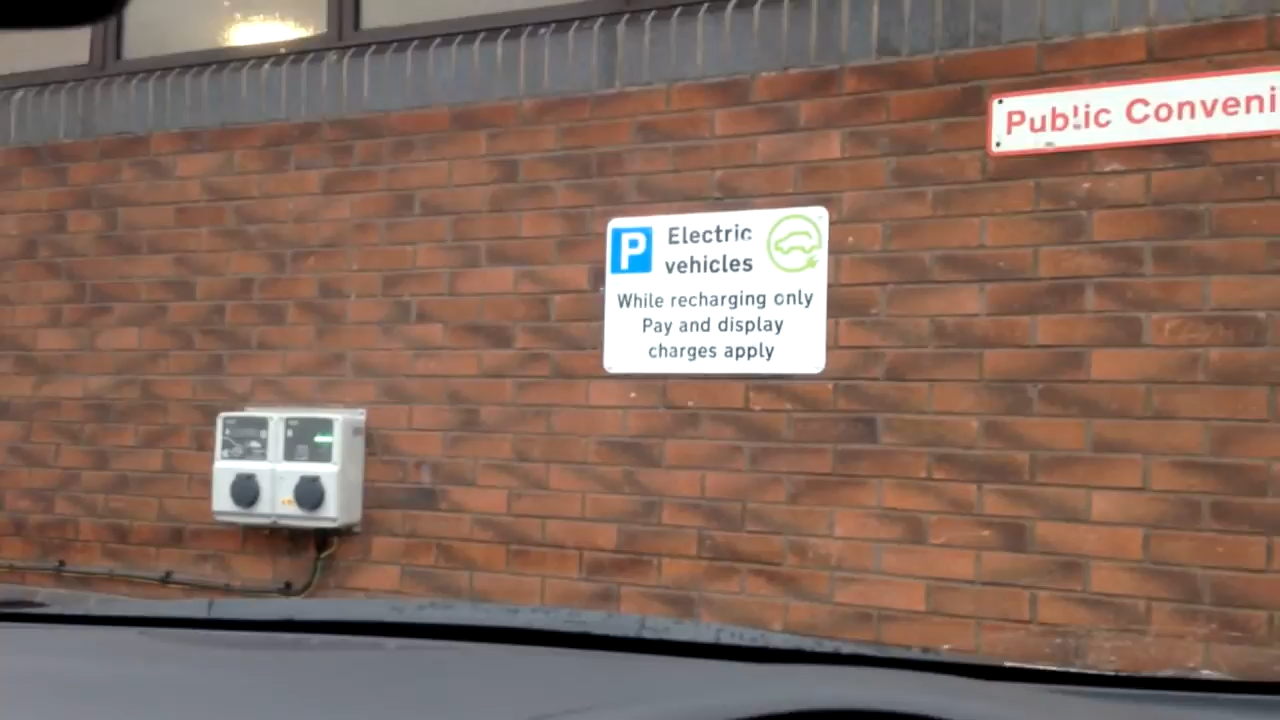 Public Conveni
P
Electric
vehicles
While recharging only
Pay and display
charges apply